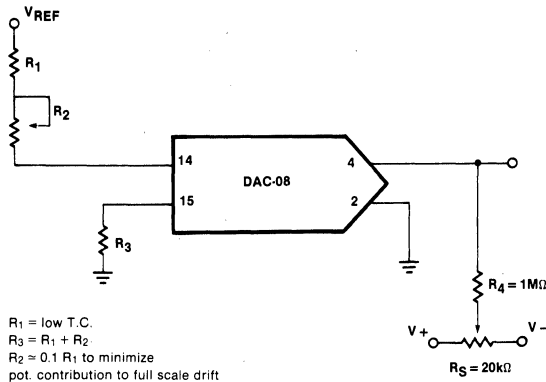 VREF
R1
R2
14
4
DAC-08
15
2
R3
R4 = 1MΩ
V+
V−
RS = 20kΩ
R1 = low T.C.
R3 = R1 + R2
R2 ≃ 0.1 R1 to minimize
pot. contribution to full scale drift